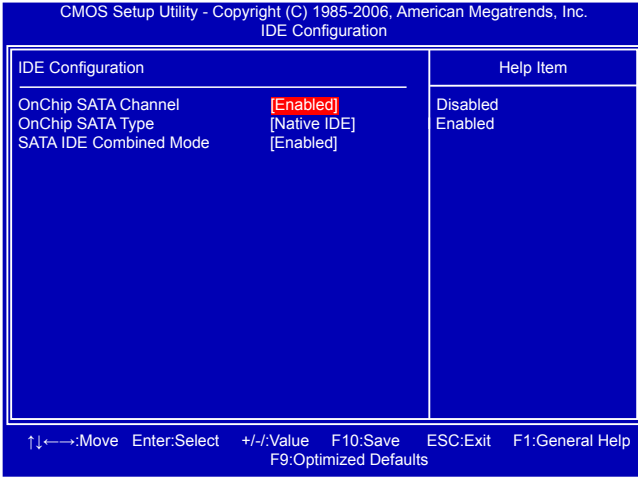 CMOS Setup Utility - Copyright (C) 1985-2006, American Megatrends, Inc.
IDE Configuration
IDE Configuration
Help Item
OnChip SATA Channel [Enabled]
OnChip SATA Type [Native IDE]
SATA IDE Combined Mode [Enabled]
Disabled
Enabled
↑↓←→:Move Enter:Select +/-/:Value F10:Save ESC:Exit F1:General Help
F9:Optimized Defaults